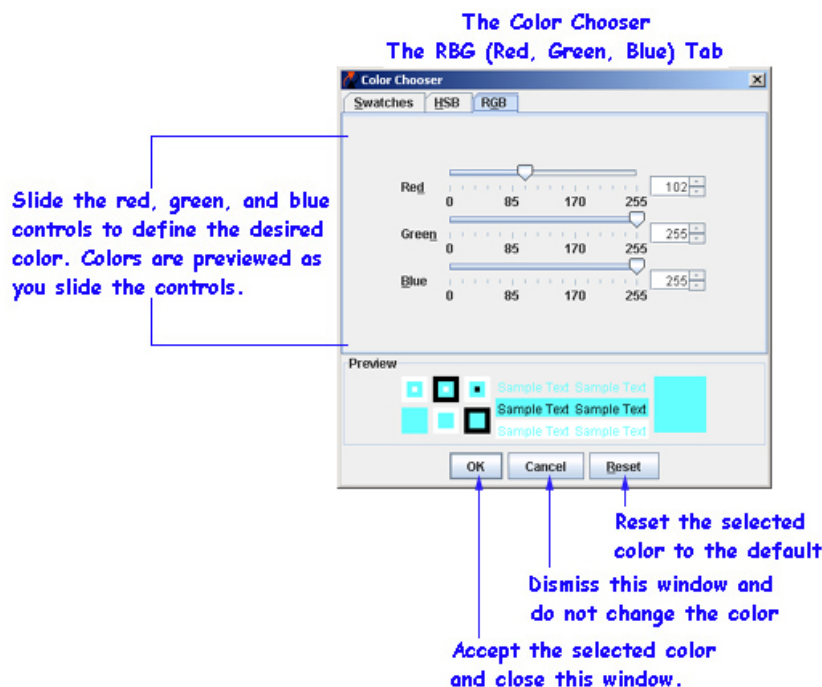 The Color Chooser
The RBG (Red, Green, Blue) Tab
Color Chooser
Swatches HSB RGB
Slide the red, green, and blue
controls to define the desired
color. Colors are previewed as
you slide the controls.
Red 102
0 85 170 255
Green 255
0 85 170 255
Blue 255
0 85 170 255
Preview
Sample Text Sample Text
Sample Text Sample Text
Sample Text Sample Text
OK Cancel Reset
Reset the selected
color to the default
Dismiss this window and
do not change the color
Accept the selected color
and close this window.